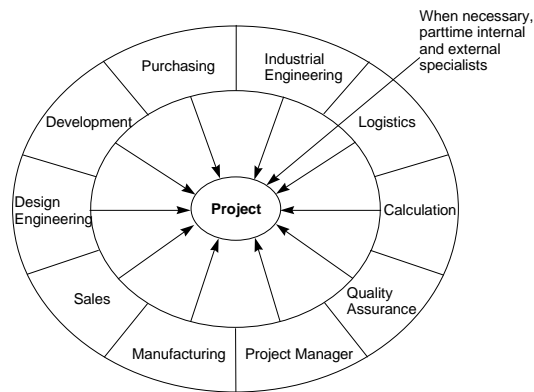 When necessary,
parttime internal
and external
specialists
Purchasing
Industrial
Engineering
Development
Logistics
Design
Engineering
Project
Calculation
Sales
Quality
Assurance
Manufacturing
Project Manager